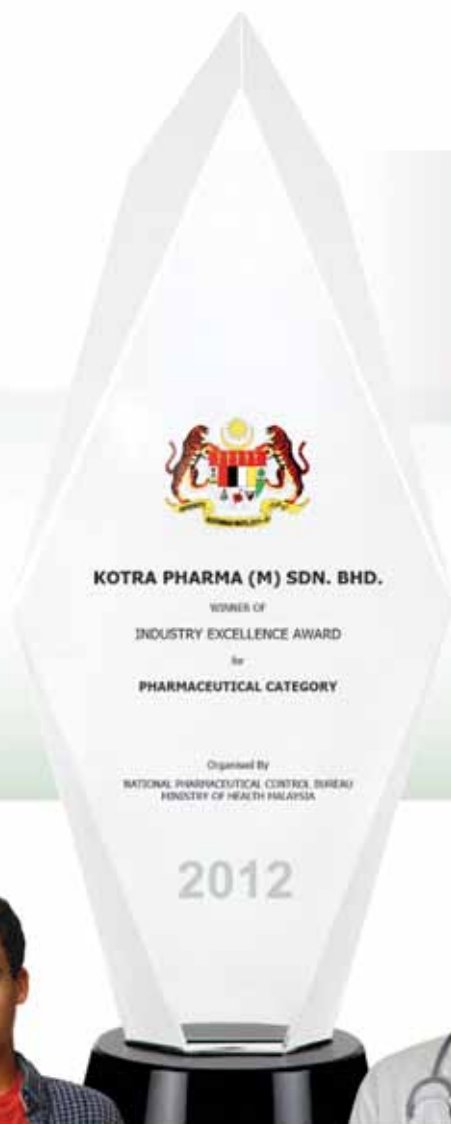 KOTRA PHARMA (M) SDN. BHD.
WINNER OF
INDUSTRY EXCELLENCE AWARD
for
PHARMACEUTICAL CATEGORY
Organised By
NATIONAL PHARMACEUTICAL CONTROL BUREAU
MINISTRY OF HEALTH MALAYSIA
2012